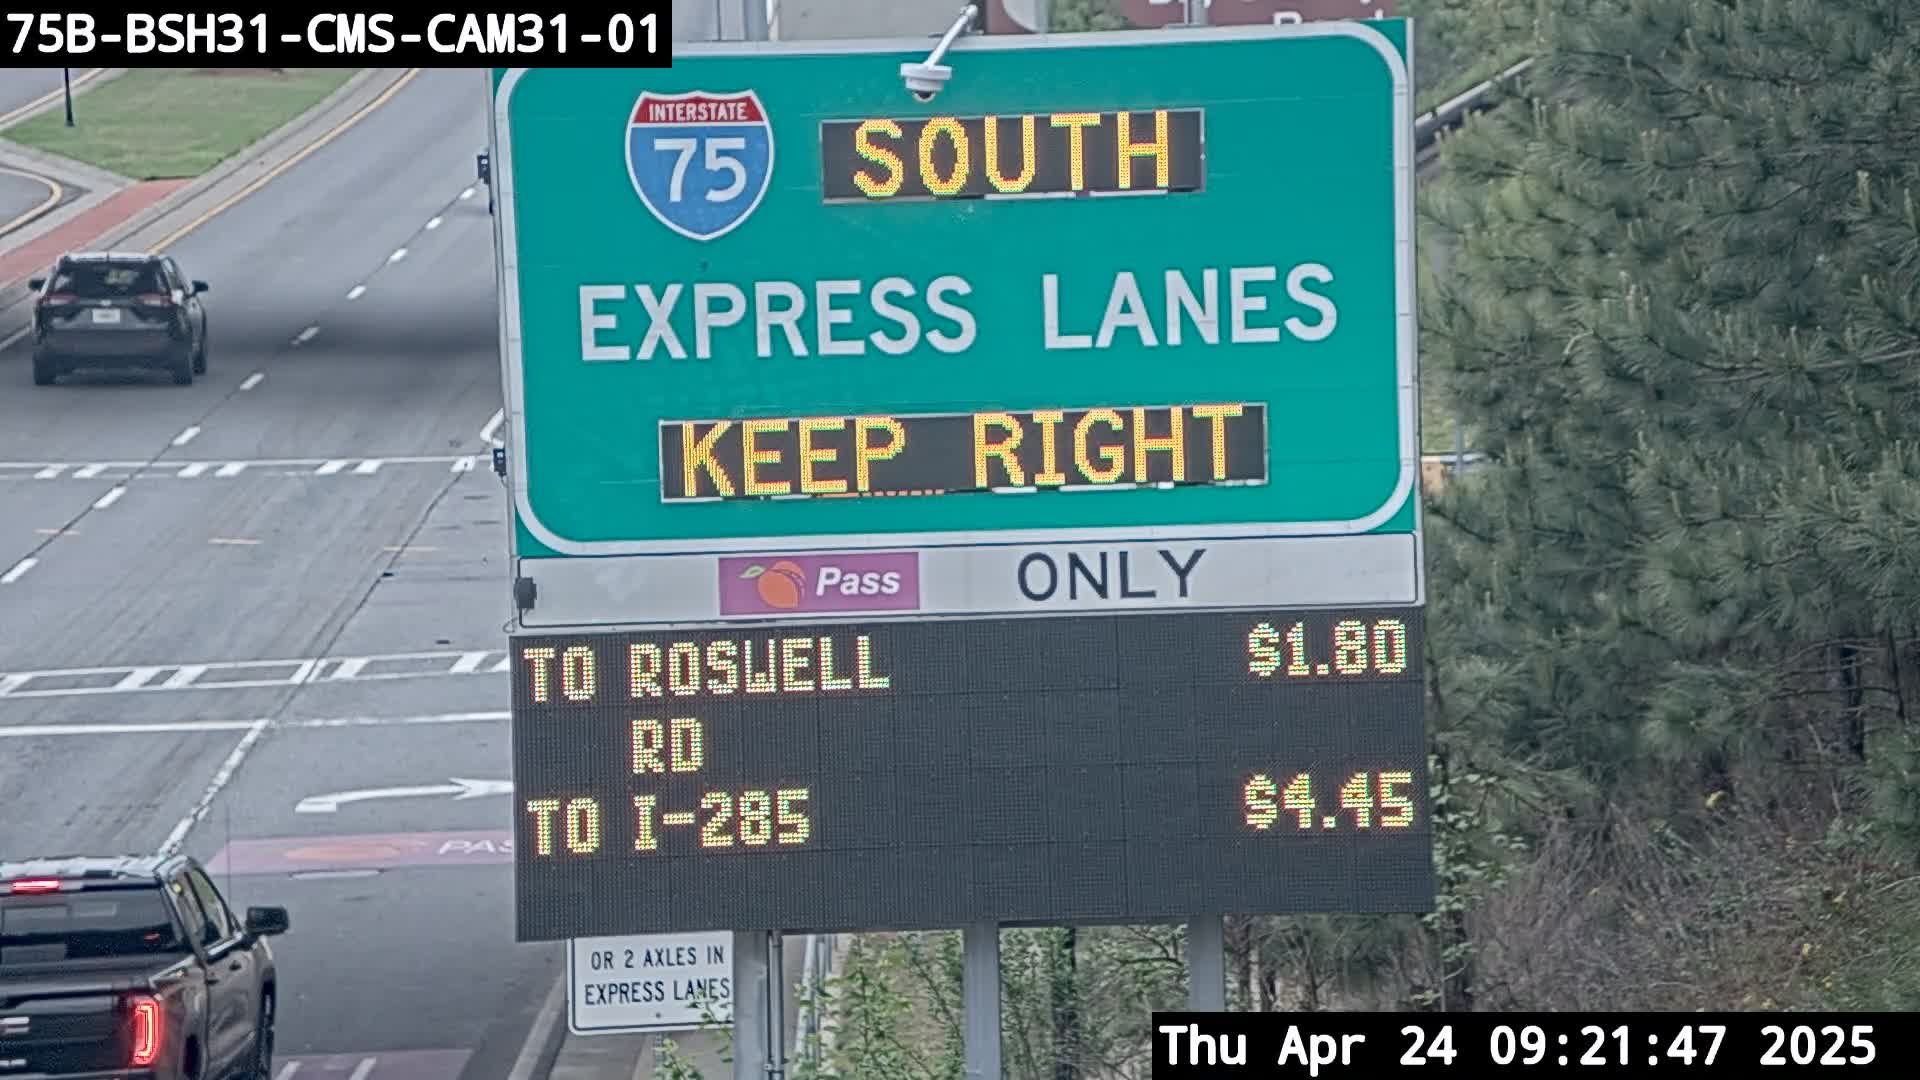 75B-BSH31-CMS-CAM31-01
INTERSTATE
75
SOUTH
EXPRESS LANES
KEEP RIGHT
Pass
ONLY
TO ROSWELL $1.80
RD
TO I-285 $4.45
OR 2 AXLES IN
EXPRESS LANES
Thu Apr 24 09:21:47 2025